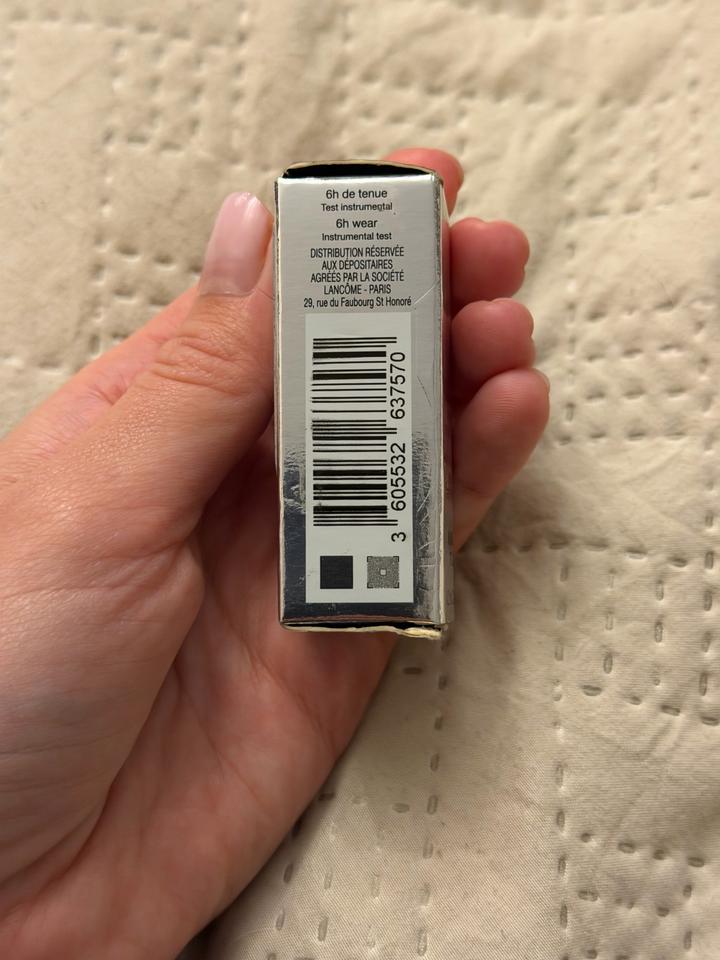 6h de tenue
Test instrumental
6h wear
Instrumental test
DISTRIBUTION RÉSERVÉE
AUX DÉPOSITAIRES
AGRÉÉS PAR LA SOCIÉTÉ
LANCÔME - PARIS
29, rue du Faubourg St Honoré
3 605532 637570